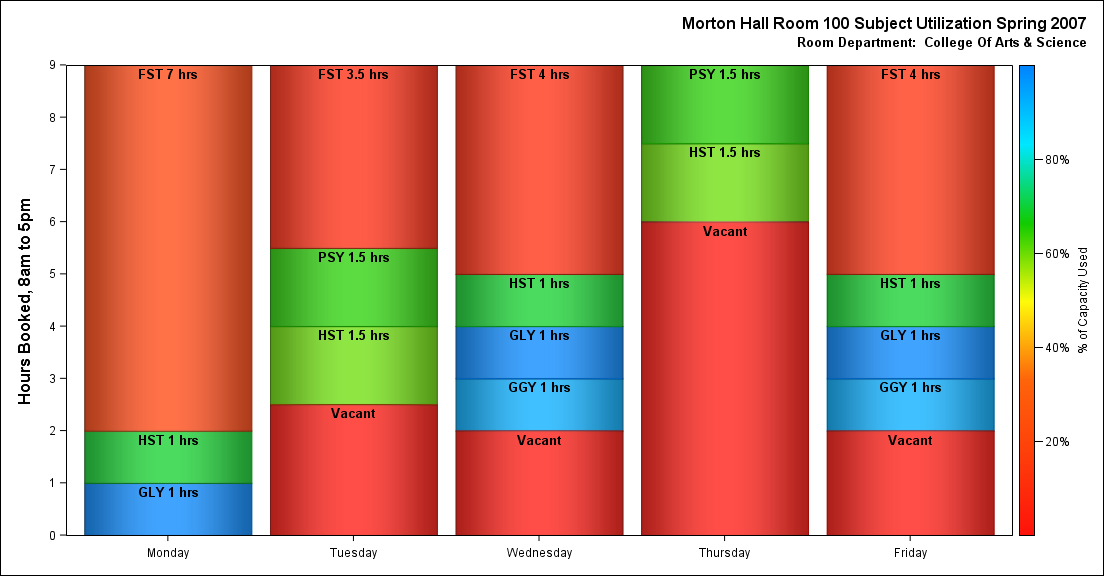 Morton Hall Room 100 Subject Utilization Spring 2007
Room Department:  College Of Arts & Science
Hours Booked, 8am to 5pm
9
8
7
6
5
4
3
2
1
0
FST 7 hrs
HST 1 hrs
GLY 1 hrs
FST 3.5 hrs
PSY 1.5 hrs
HST 1.5 hrs
Vacant
FST 4 hrs
HST 1 hrs
GLY 1 hrs
GGY 1 hrs
Vacant
PSY 1.5 hrs
HST 1.5 hrs
Vacant
FST 4 hrs
HST 1 hrs
GLY 1 hrs
GGY 1 hrs
Vacant
Monday
Tuesday
Wednesday
Thursday
Friday
80%
60%
40%
20%
% of Capacity Used